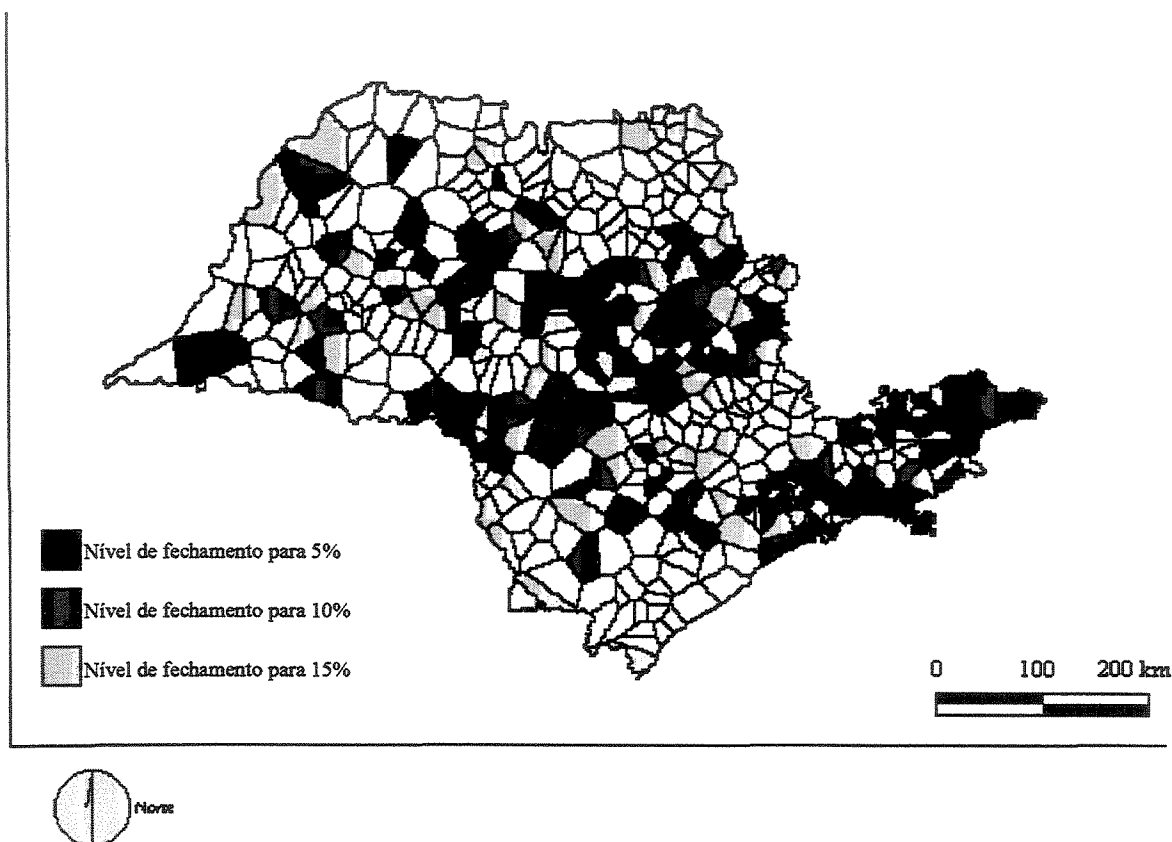 Nível de fechamento para 5%
Nível de fechamento para 10%
Nível de fechamento para 15%
0 100 200 km
Norte